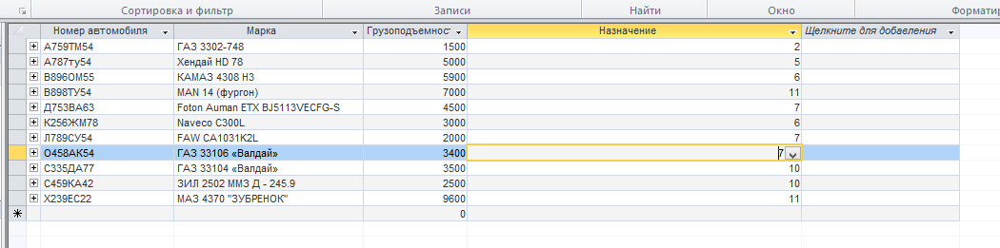 Сортировка и фильтр Записи Найти Окно Форматир
Номер автомобиля Марка Грузоподъемнос Назначение Щелкните для добавления
А759ТМ54 ГАЗ 3302-748 1500 2
А787ту54 Хендай HD 78 5000 5
В896ОМ55 КАМАЗ 4308 Н3 5900 6
В898ТУ54 MAN 14 (фургон) 7000 11
Д753ВА63 Foton Auman ETX BJ5113VECFG-S 4500 7
К256ЖМ78 Naveco C300L 3000 6
Л789СУ54 FAW CA1031K2L 2000 7
О458АК54 ГАЗ 33106 «Валдай» 3400 7
С335ДА77 ГАЗ 33104 «Валдай» 3500 10
С459КА42 ЗИЛ 2502 ММЗ Д - 245.9 2500 10
Х239ЕС22 МАЗ 4370 "ЗУБРЕНОК" 9600 11
0